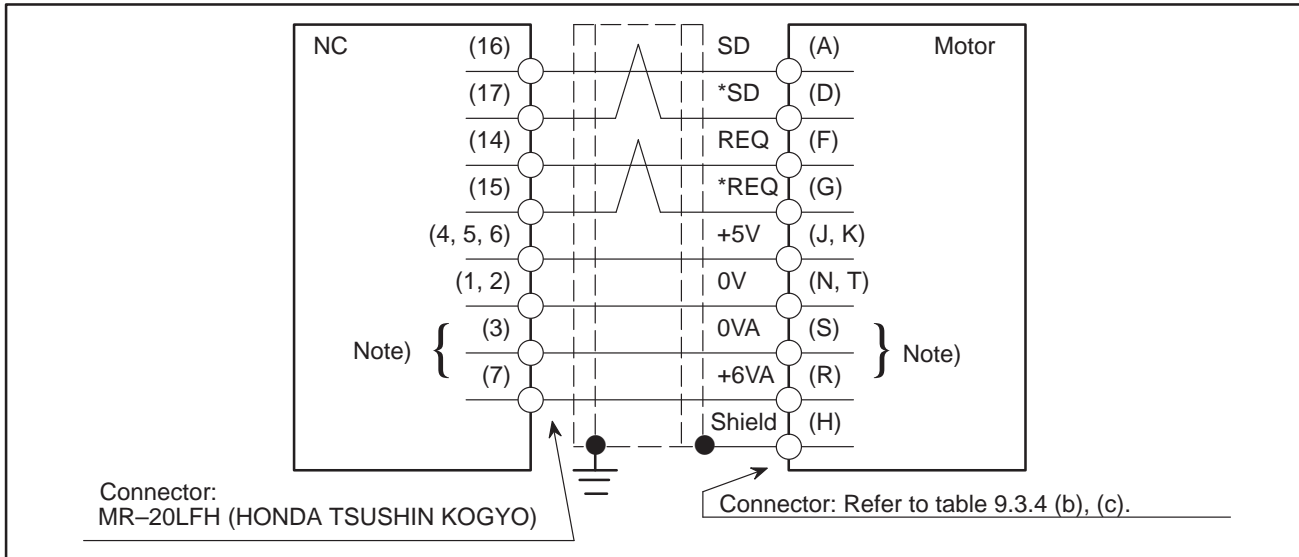 NC (16) SD (A) Motor
(17) *SD (D)
(14) REQ (F)
(15) *REQ (G)
(4, 5, 6) +5V (J, K)
(1, 2) 0V (N, T)
Note) { (3) 0VA (S) } Note)
(7) +6VA (R)
Shield (H)
Connector:
MR–20LFH (HONDA TSUSHIN KOGYO)
Connector: Refer to table 9.3.4 (b), (c).